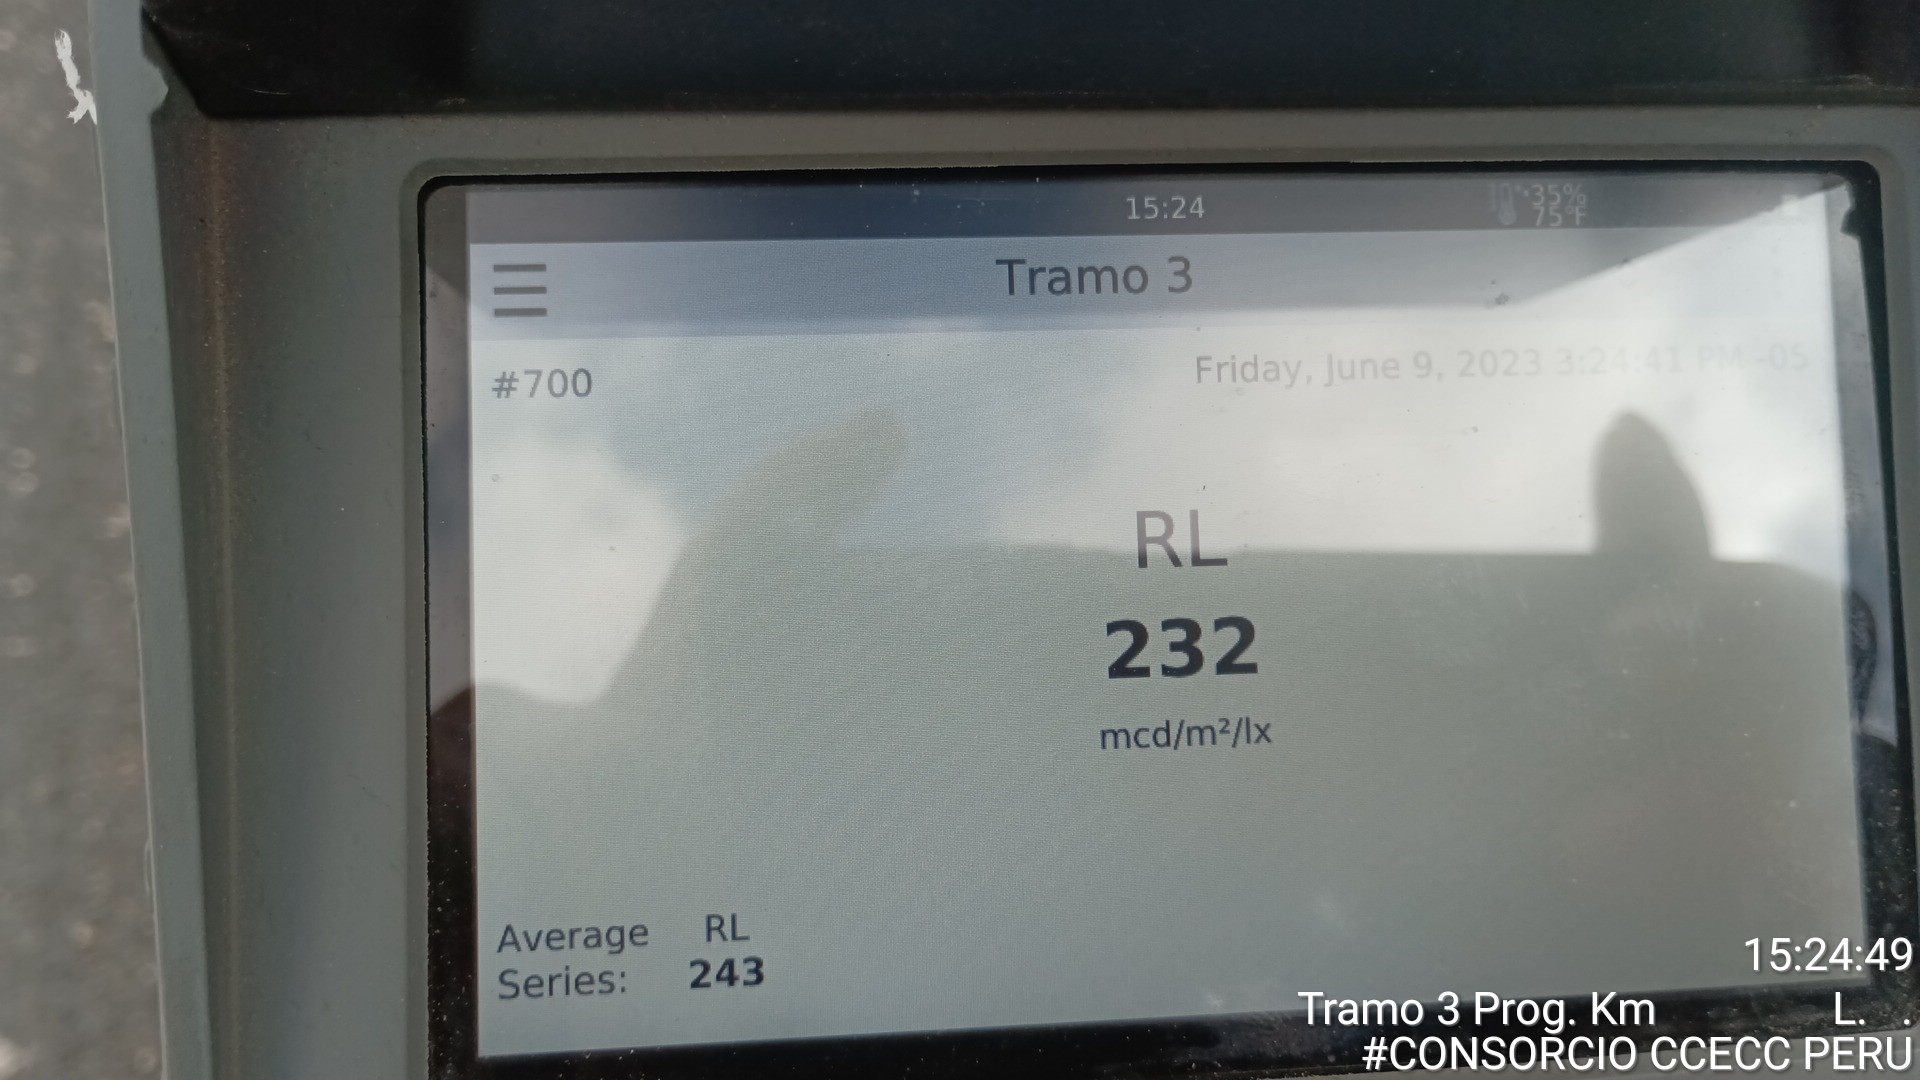 15:24
35%
75°F
Tramo 3
#700
Friday, June 9, 2023 3:24:41 PM -05
RL
232
mcd/m²/lx
Average RL
Series: 243
15:24:49
Tramo 3 Prog. Km L. .
#CONSORCIO CCECC PERU